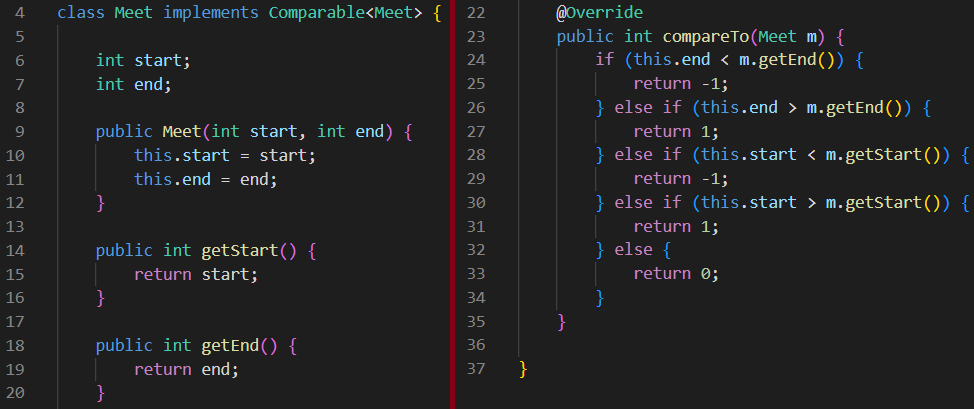 4 class Meet implements Comparable<Meet> {
5
6 int start;
7 int end;
8
9 public Meet(int start, int end) {
10 this.start = start;
11 this.end = end;
12 }
13
14 public int getStart() {
15 return start;
16 }
17
18 public int getEnd() {
19 return end;
20 }
22 @Override
23 public int compareTo(Meet m) {
24 if (this.end < m.getEnd()) {
25 return -1;
26 } else if (this.end > m.getEnd()) {
27 return 1;
28 } else if (this.start < m.getStart()) {
29 return -1;
30 } else if (this.start > m.getStart()) {
31 return 1;
32 } else {
33 return 0;
34 }
35 }
36
37 }